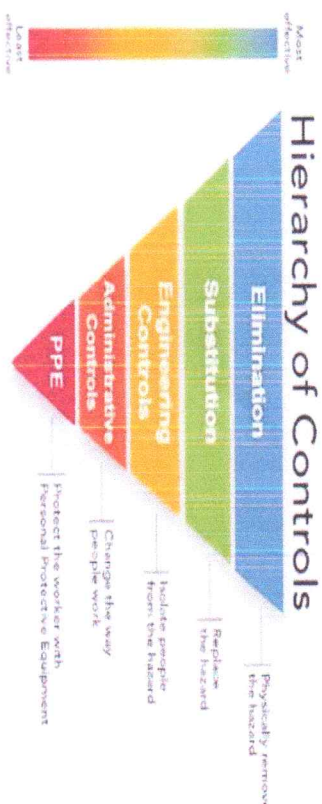 Hierarchy of Controls
Most
effective
Least
effective
Elimination
Physically remove
the hazard
Substitution
Replace
the hazard
Engineering
Controls
Isolate people
from the hazard
Administrative
Controls
Change the way
people work
PPE
Protect the worker with
Personal Protective Equipment